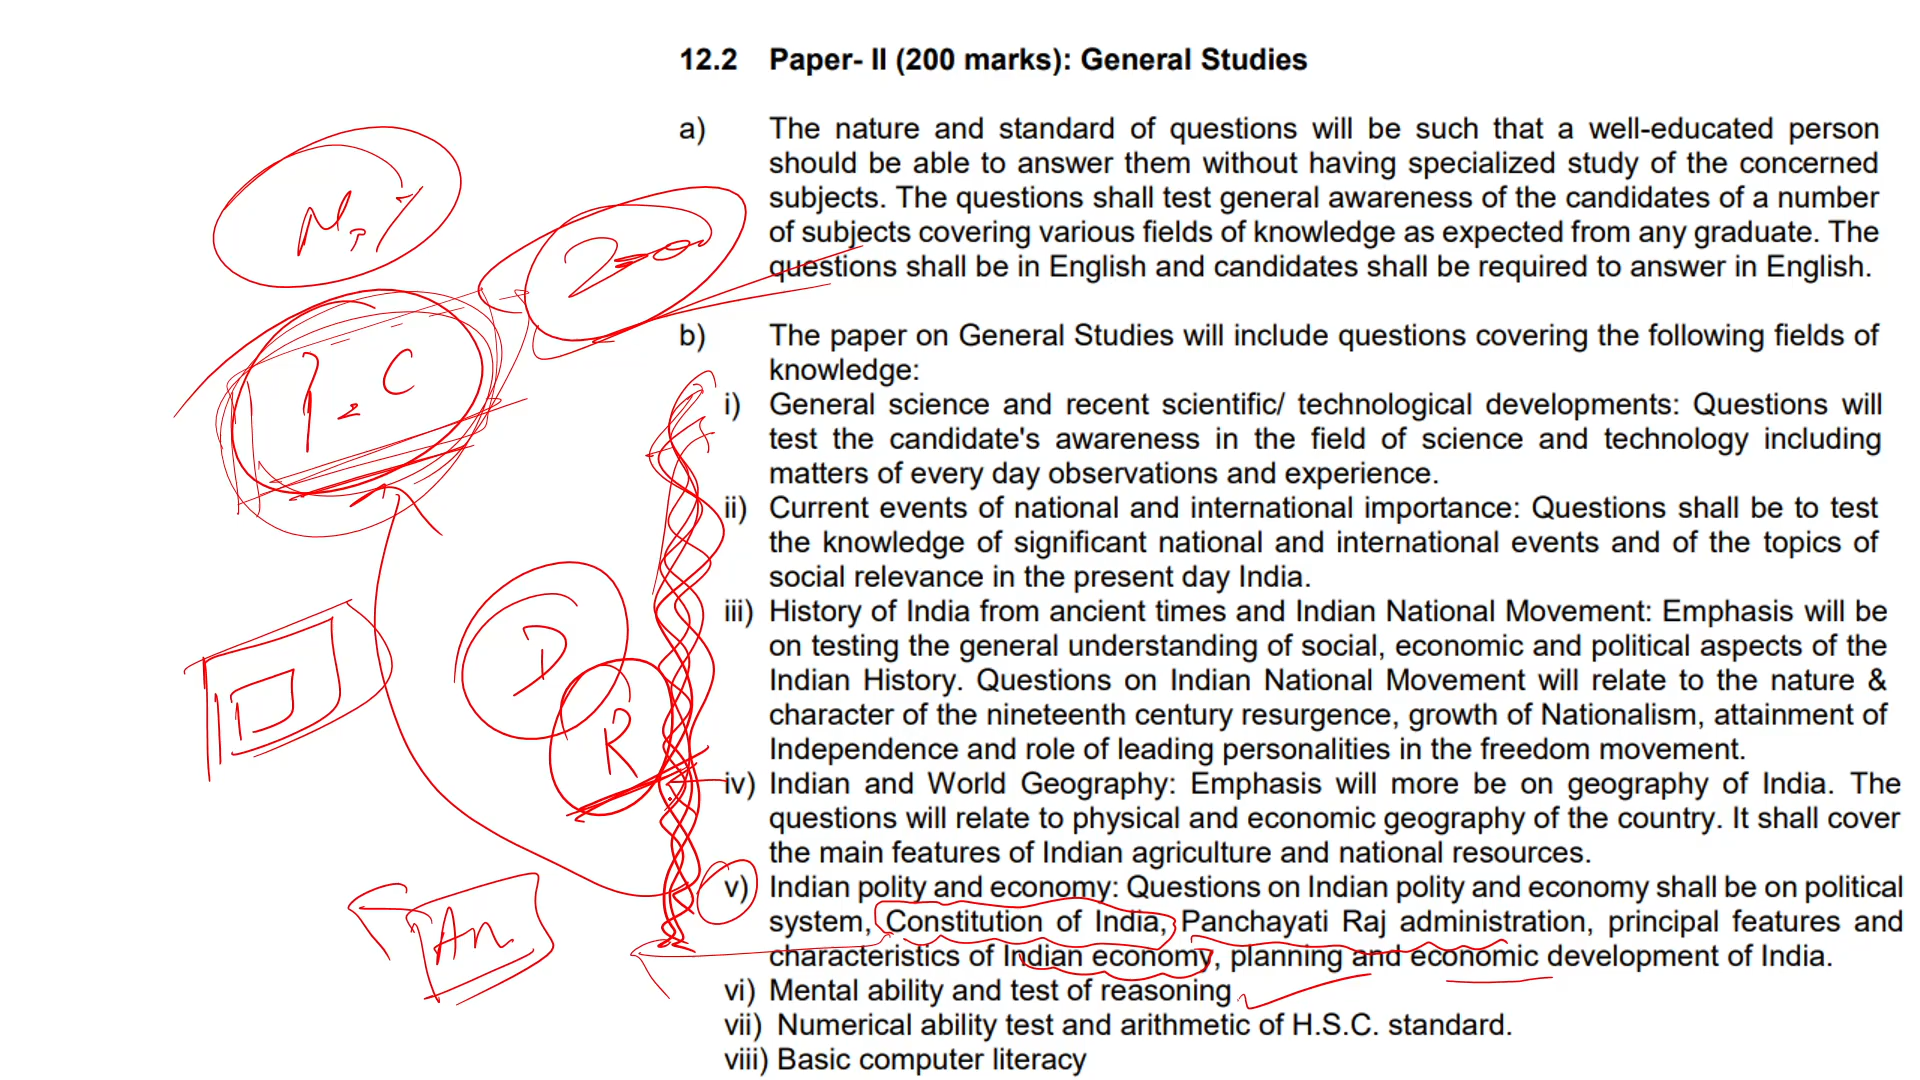 12.2 Paper- II (200 marks): General Studies
a) The nature and standard of questions will be such that a well-educated person
should be able to answer them without having specialized study of the concerned
subjects. The questions shall test general awareness of the candidates of a number
of subjects covering various fields of knowledge as expected from any graduate. The
questions shall be in English and candidates shall be required to answer in English.
b) The paper on General Studies will include questions covering the following fields of
knowledge:
i) General science and recent scientific/ technological developments: Questions will
test the candidate's awareness in the field of science and technology including
matters of every day observations and experience.
ii) Current events of national and international importance: Questions shall be to test
the knowledge of significant national and international events and of the topics of
social relevance in the present day India.
iii) History of India from ancient times and Indian National Movement: Emphasis will be
on testing the general understanding of social, economic and political aspects of the
Indian History. Questions on Indian National Movement will relate to the nature &
character of the nineteenth century resurgence, growth of Nationalism, attainment of
Independence and role of leading personalities in the freedom movement.
iv) Indian and World Geography: Emphasis will more be on geography of India. The
questions will relate to physical and economic geography of the country. It shall cover
the main features of Indian agriculture and national resources.
v) Indian polity and economy: Questions on Indian polity and economy shall be on political
system, Constitution of India, Panchayati Raj administration, principal features and
characteristics of Indian economy, planning and economic development of India.
vi) Mental ability and test of reasoning
vii) Numerical ability test and arithmetic of H.S.C. standard.
viii) Basic computer literacy
D
R
An